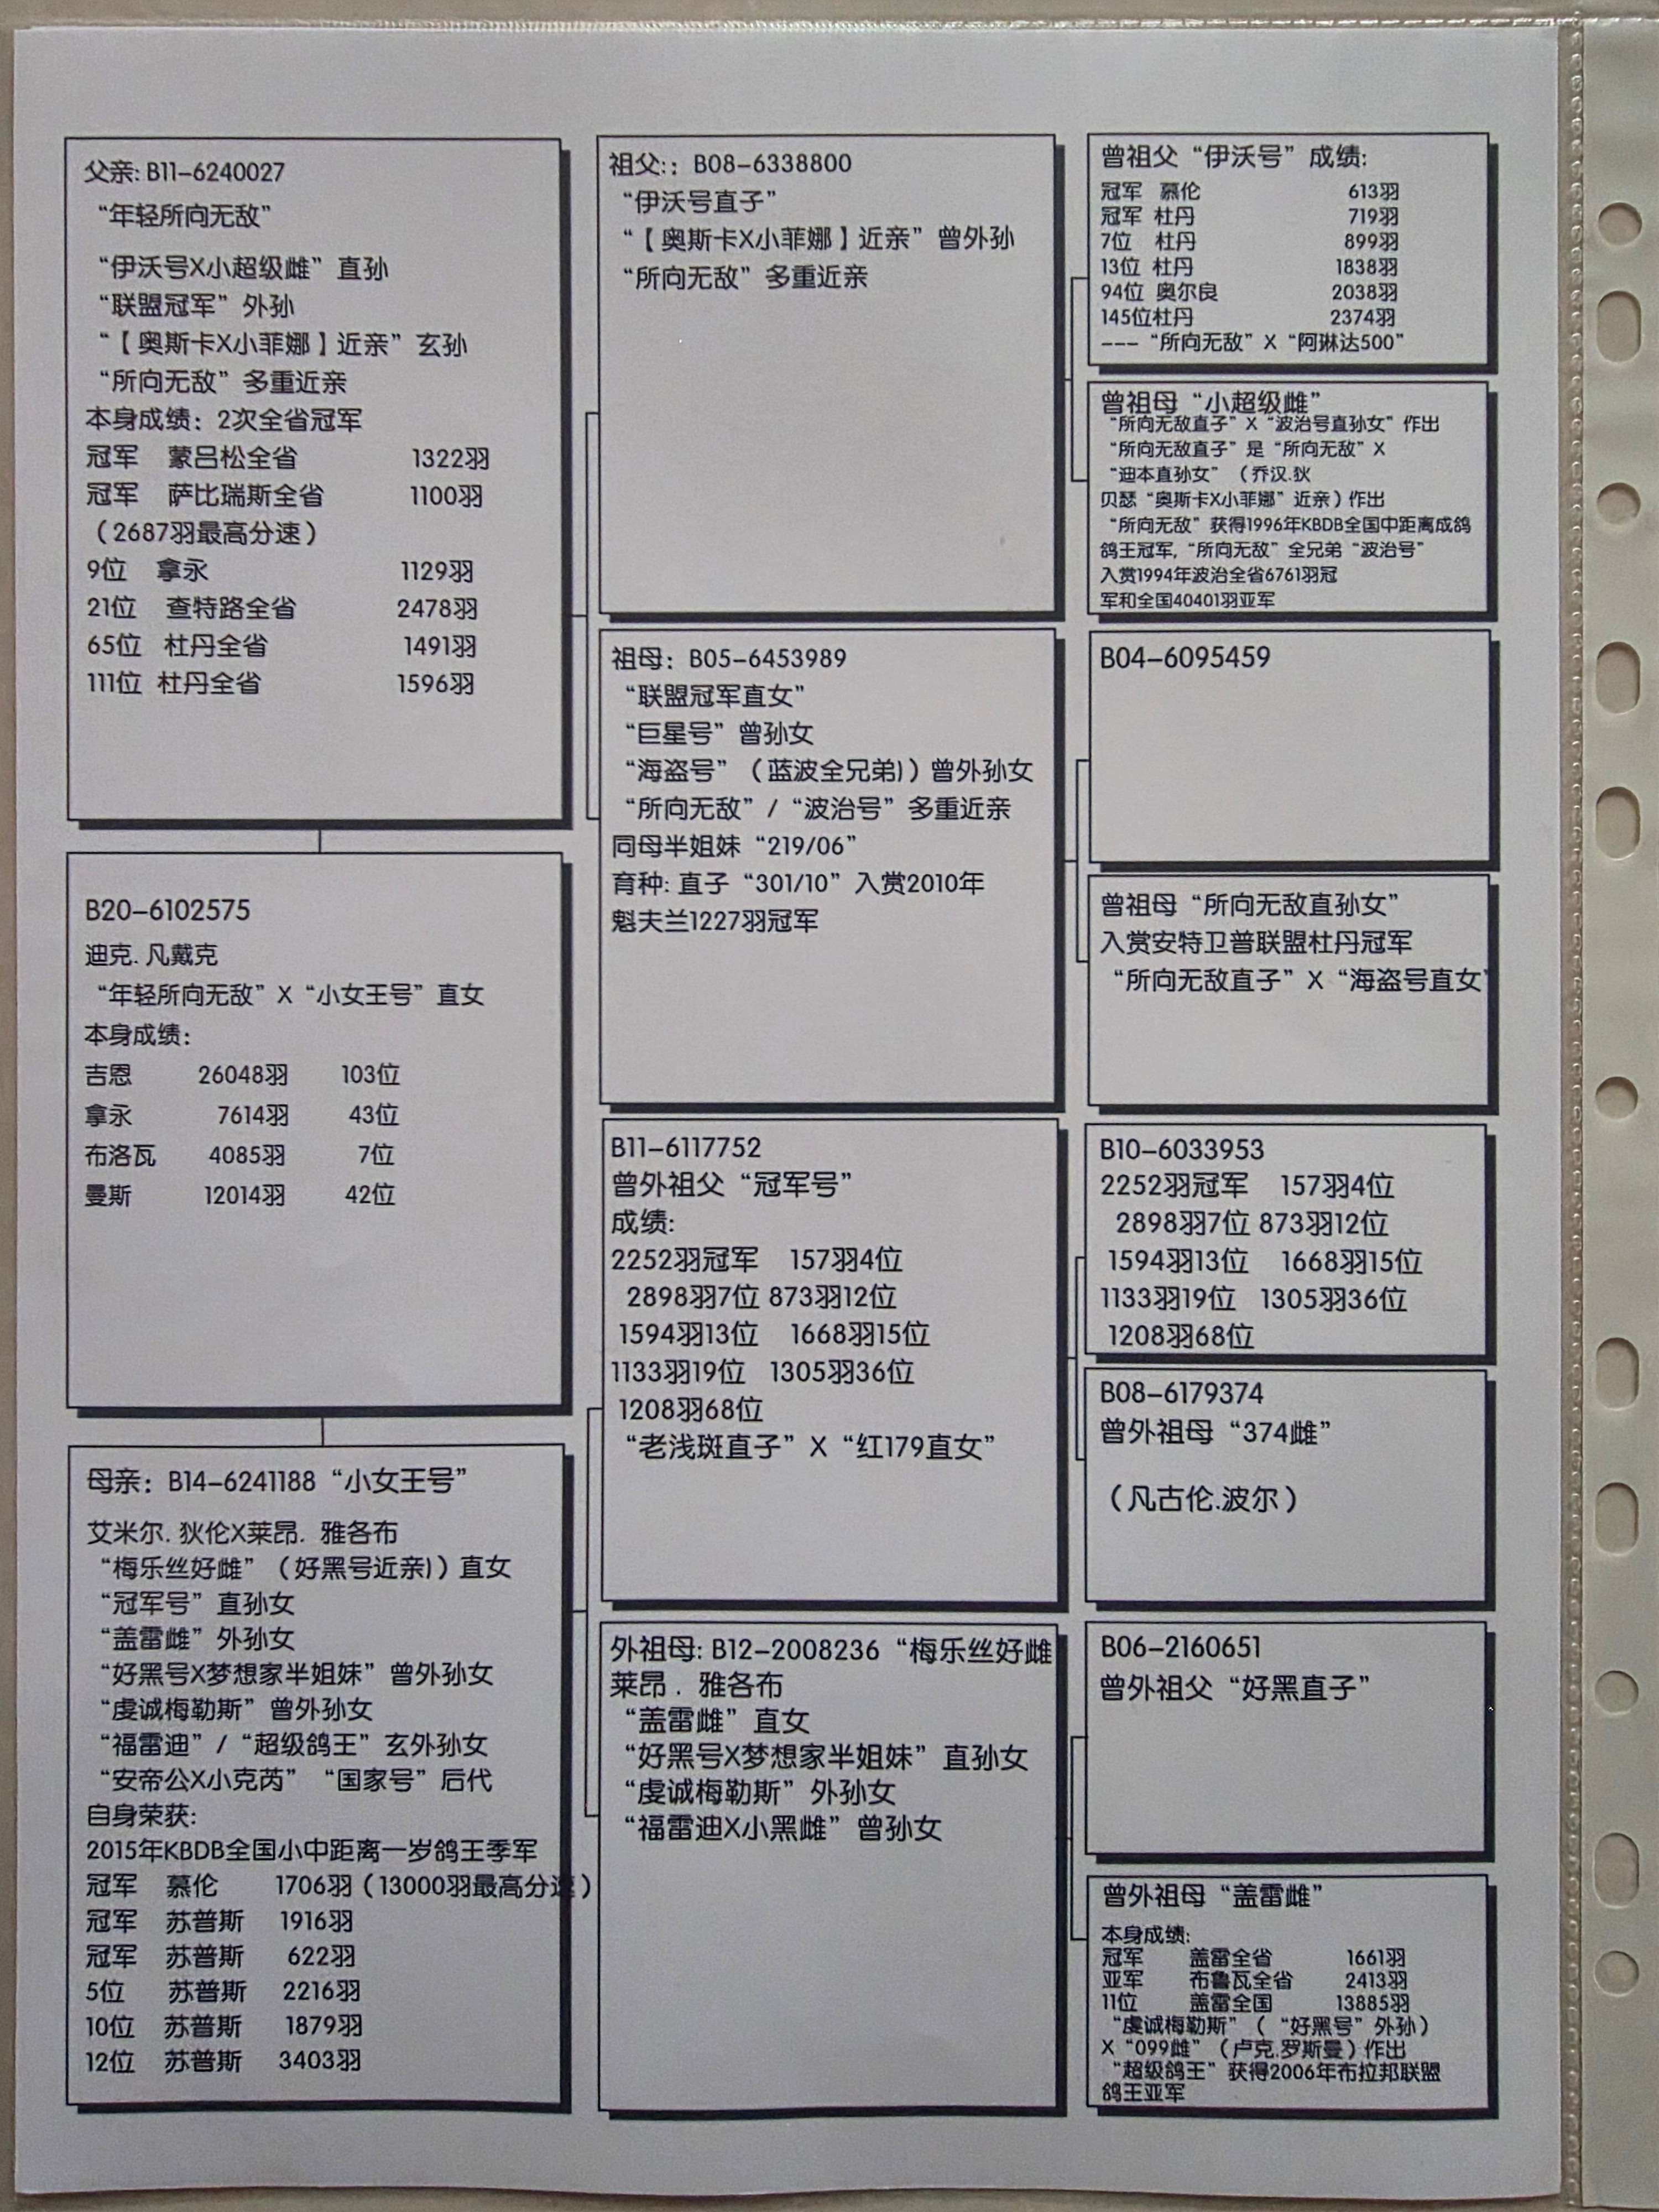 父亲: B11-6240027
“年轻所向无敌”
“伊沃号X小超级雌” 直孙
“联盟冠军” 外孙
“【奥斯卡X小菲娜】近亲” 玄孙
“所向无敌” 多重近亲
本身成绩: 2次全省冠军
冠军 蒙吕松全省 1322羽
冠军 萨比瑞斯全省 1100羽
(2687羽最高分速)
9位 拿永 1129羽
21位 查特路全省 2478羽
65位 杜丹全省 1491羽
111位 杜丹全省 1596羽
B20-6102575
迪克. 凡戴克
“年轻所向无敌” X “小女王号” 直女
本身成绩:
吉恩 26048羽 103位
拿永 7614羽 43位
布洛瓦 4085羽 7位
曼斯 12014羽 42位
母亲: B14-6241188 “小女王号”
艾米尔. 狄伦X莱昂. 雅各布
“梅乐丝好雌” (好黑号近亲)) 直女
“冠军号” 直孙女
“盖雷雌” 外孙女
“好黑号X梦想家半姐妹” 曾外孙女
“虔诚梅勒斯” 曾外孙女
“福雷迪” / “超级鸽王” 玄外孙女
“安帝公X小克芮” “国家号” 后代
自身荣获:
2015年KBDB全国小中距离一岁鸽王季军
冠军 慕伦 1706羽 (13000羽最高分速)
冠军 苏普斯 1916羽
冠军 苏普斯 622羽
5位 苏普斯 2216羽
10位 苏普斯 1879羽
12位 苏普斯 3403羽
祖父:: B08-6338800
“伊沃号直子”
“【奥斯卡X小菲娜】近亲” 曾外孙
“所向无敌” 多重近亲
祖母: B05-6453989
“联盟冠军直女”
“巨星号” 曾孙女
“海盗号” (蓝波全兄弟)) 曾外孙女
“所向无敌” / “波治号” 多重近亲
同母半姐妹 “219/06”
育种: 直子 “301/10” 入赏2010年
魁夫兰1227羽冠军
B11-6117752
曾外祖父 “冠军号”
成绩:
2252羽冠军 157羽4位
2898羽7位 873羽12位
1594羽13位 1668羽15位
1133羽19位 1305羽36位
1208羽68位
“老浅斑直子” X “红179直女”
外祖母: B12-2008236 “梅乐丝好雌
莱昂 . 雅各布
“盖雷雌” 直女
“好黑号X梦想家半姐妹” 直孙女
“虔诚梅勒斯” 外孙女
“福雷迪X小黑雌” 曾孙女
曾祖父 “伊沃号” 成绩:
冠军 慕伦 613羽
冠军 杜丹 719羽
7位 杜丹 899羽
13位 杜丹 1838羽
94位 奥尔良 2038羽
145位杜丹 2374羽
--- “所向无敌” X “阿琳达500”
曾祖母 “小超级雌”
“所向无敌直子” X “波治号直孙女” 作出
“所向无敌直子” 是 “所向无敌” X
“迪本直孙女” (乔汉.狄
贝瑟 “奥斯卡X小菲娜” 近亲) 作出
“所向无敌” 获得1996年KBDB全国中距离成鸽
鸽王冠军, “所向无敌” 全兄弟 “波治号”
入赏1994年波治全省6761羽冠
军和全国40401羽亚军
B04-6095459
曾祖母 “所向无敌直孙女”
入赏安特卫普联盟杜丹冠军
“所向无敌直子” X “海盗号直女”
B10-6033953
2252羽冠军 157羽4位
2898羽7位 873羽12位
1594羽13位 1668羽15位
1133羽19位 1305羽36位
1208羽68位
B08-6179374
曾外祖母 “374雌”
(凡古伦.波尔)
B06-2160651
曾外祖父 “好黑直子”
曾外祖母 “盖雷雌”
本身成绩:
冠军 盖雷全省 1661羽
亚军 布鲁瓦全省 2413羽
11位 盖雷全国 13885羽
“虔诚梅勒斯” ( “好黑号” 外孙)
X “099雌” (卢克.罗斯曼) 作出
“超级鸽王” 获得2006年布拉邦联盟
鸽王亚军